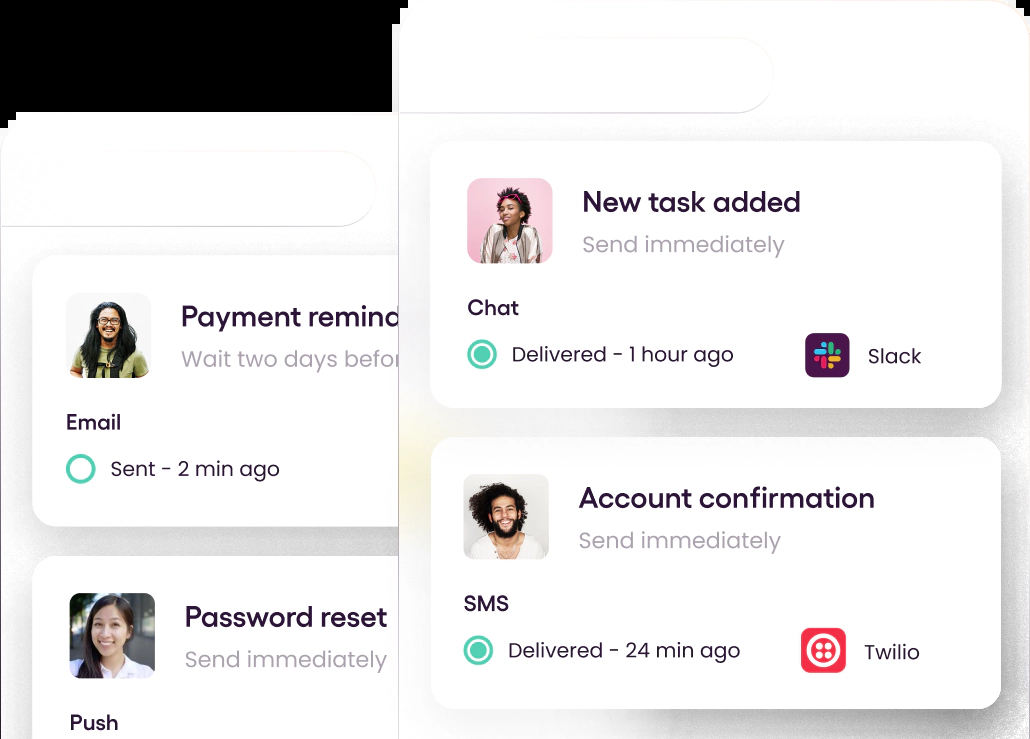 Payment remind
Wait two days befor
Email
Sent - 2 min ago
Password reset
Send immediately
Push
New task added
Send immediately
Chat
Delivered - 1 hour ago
Slack
Account confirmation
Send immediately
SMS
Delivered - 24 min ago
Twilio